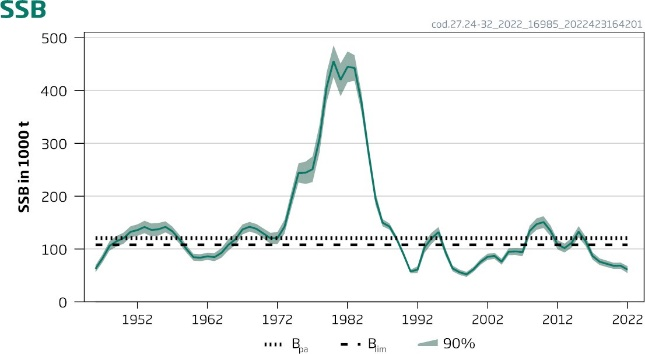 SSB
cod.27.24-32_2022_16985_2022423164201
SSB in 1000 t
500
400
300
200
100
0
1952 1962 1972 1982 1992 2002 2012 2022
Bpa Blim 90%